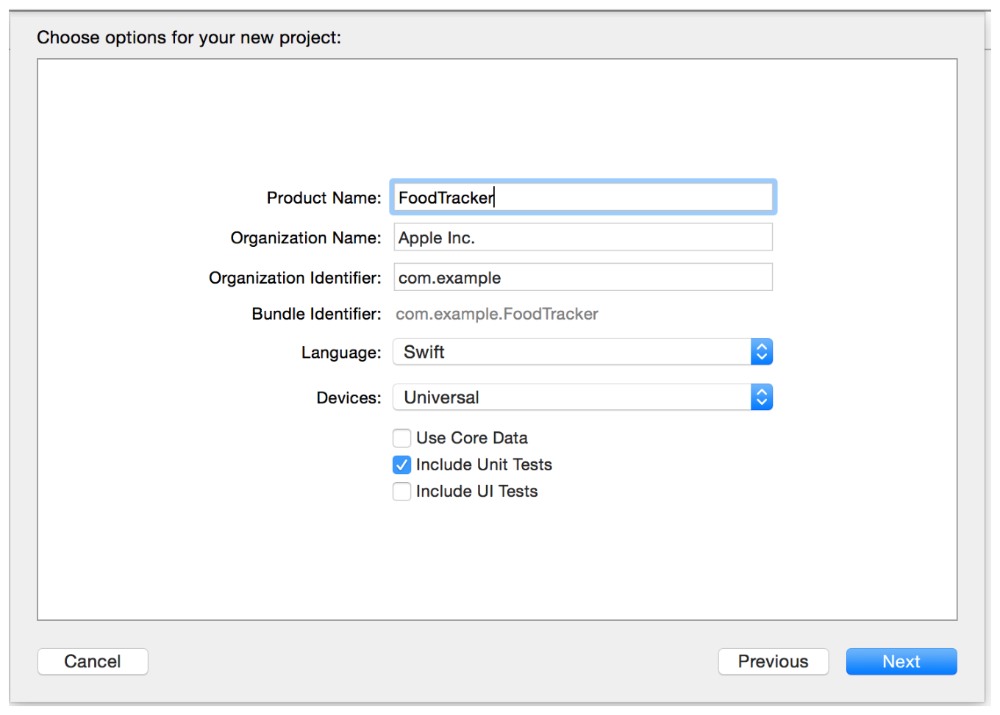 Choose options for your new project:
Product Name: FoodTracker
Organization Name: Apple Inc.
Organization Identifier: com.example
Bundle Identifier: com.example.FoodTracker
Language: Swift
Devices: Universal
Use Core Data
Include Unit Tests
Include UI Tests
Cancel Previous Next